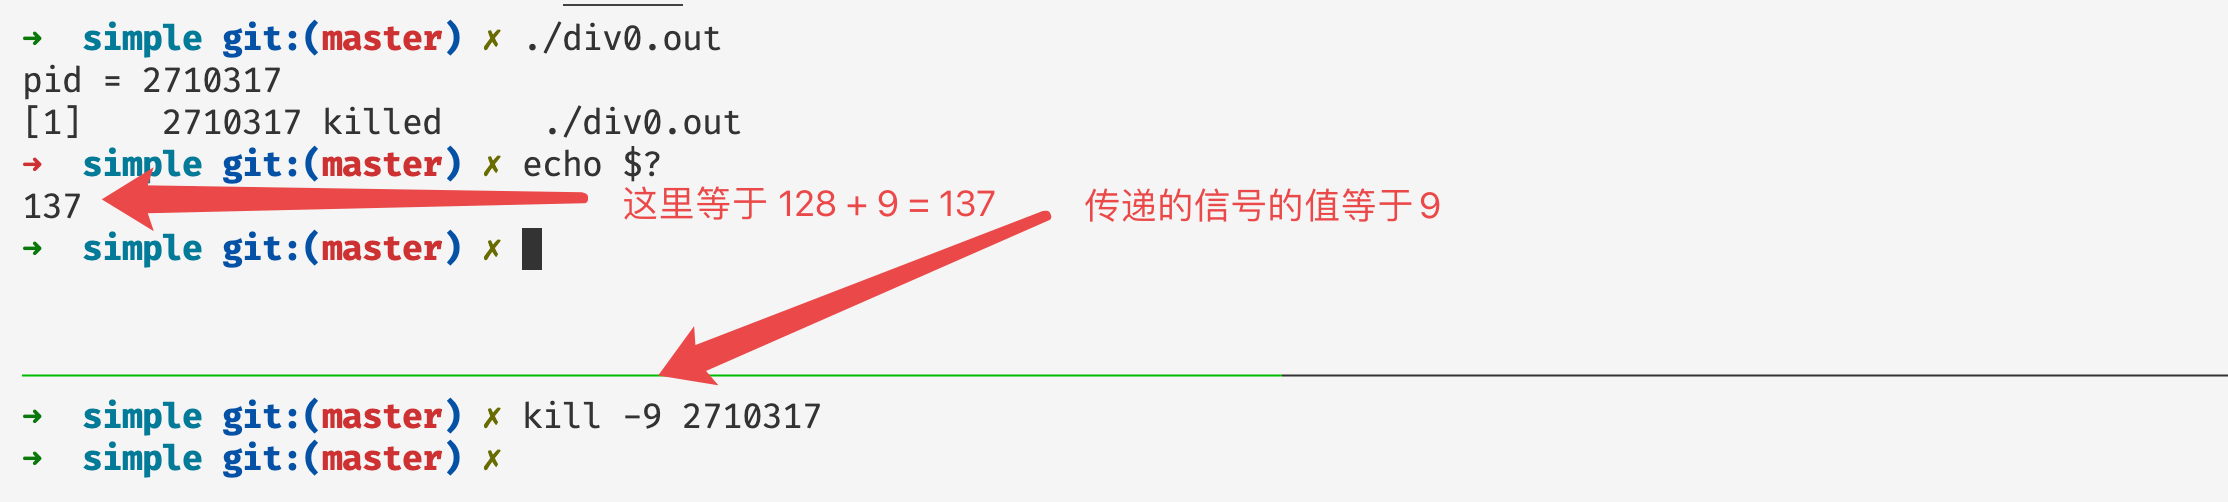 ➜  simple git:(master) ✗ ./div0.out
pid = 2710317
[1]    2710317 killed     ./div0.out
➜  simple git:(master) ✗ echo $?
137 这里等于 128 + 9 = 137 传递的信号的值等于 9
➜  simple git:(master) ✗
➜  simple git:(master) ✗ kill -9 2710317
➜  simple git:(master) ✗